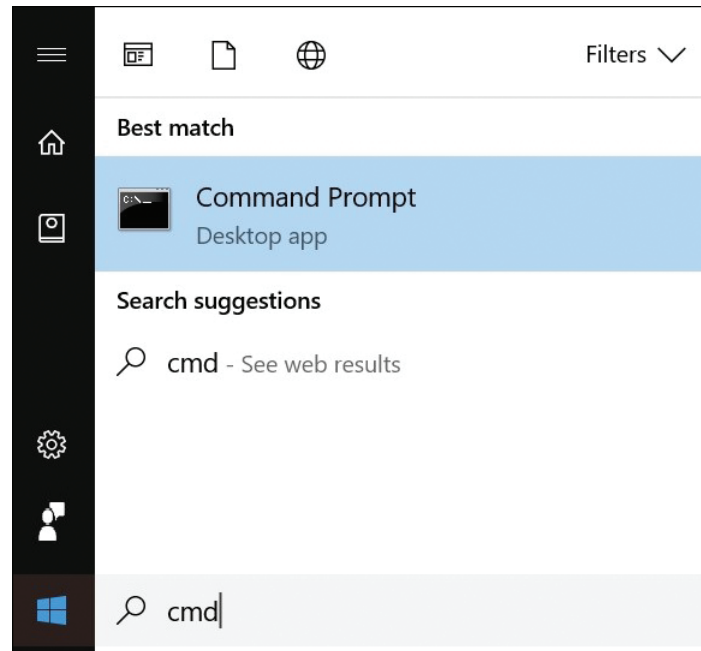 Filters
Best match
C:\_
Command Prompt
Desktop app
Search suggestions
cmd - See web results
cmd